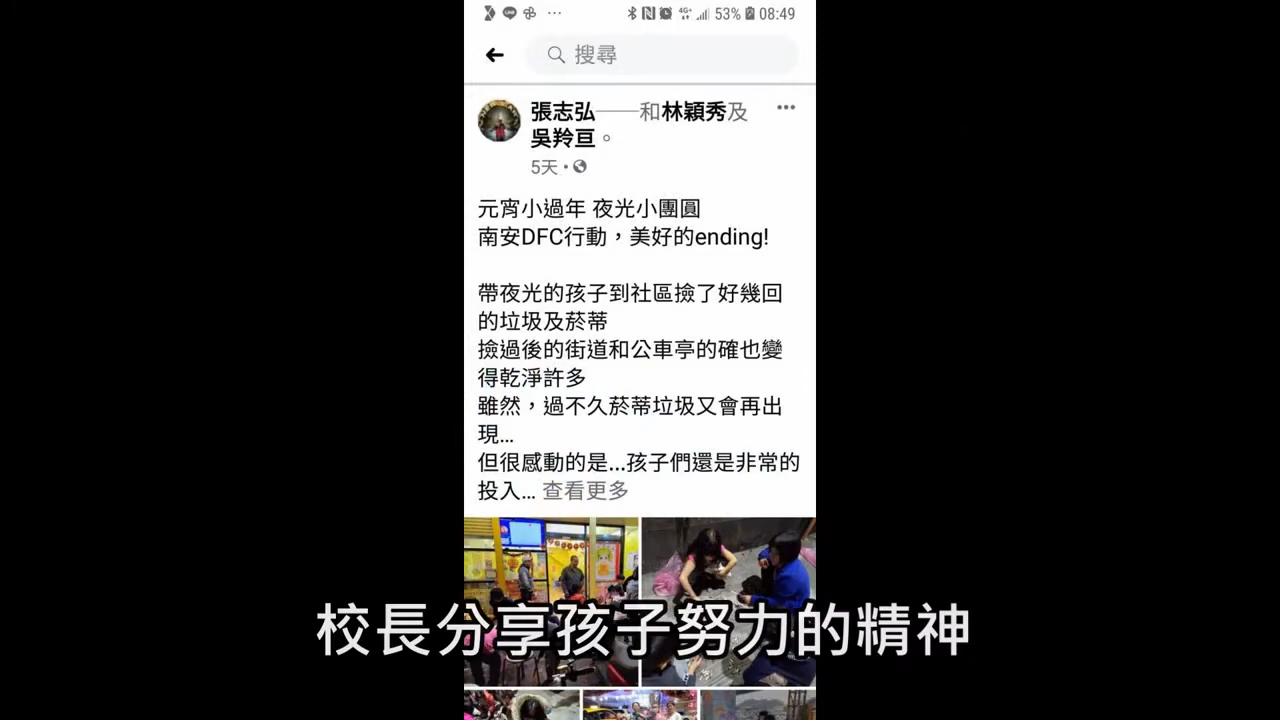 53% 08:49
搜尋
張志弘——和林穎秀及
吳羚亘。
5天
元宵小過年 夜光小團圓
南安DFC行動，美好的ending!
帶夜光的孩子到社區撿了好幾回
的垃圾及菸蒂
撿過後的街道和公車亭的確也變
得乾淨許多
雖然，過不久菸蒂垃圾又會再出
現...
但很感動的是...孩子們還是非常的
投入... 查看更多
校長分享孩子努力的精神